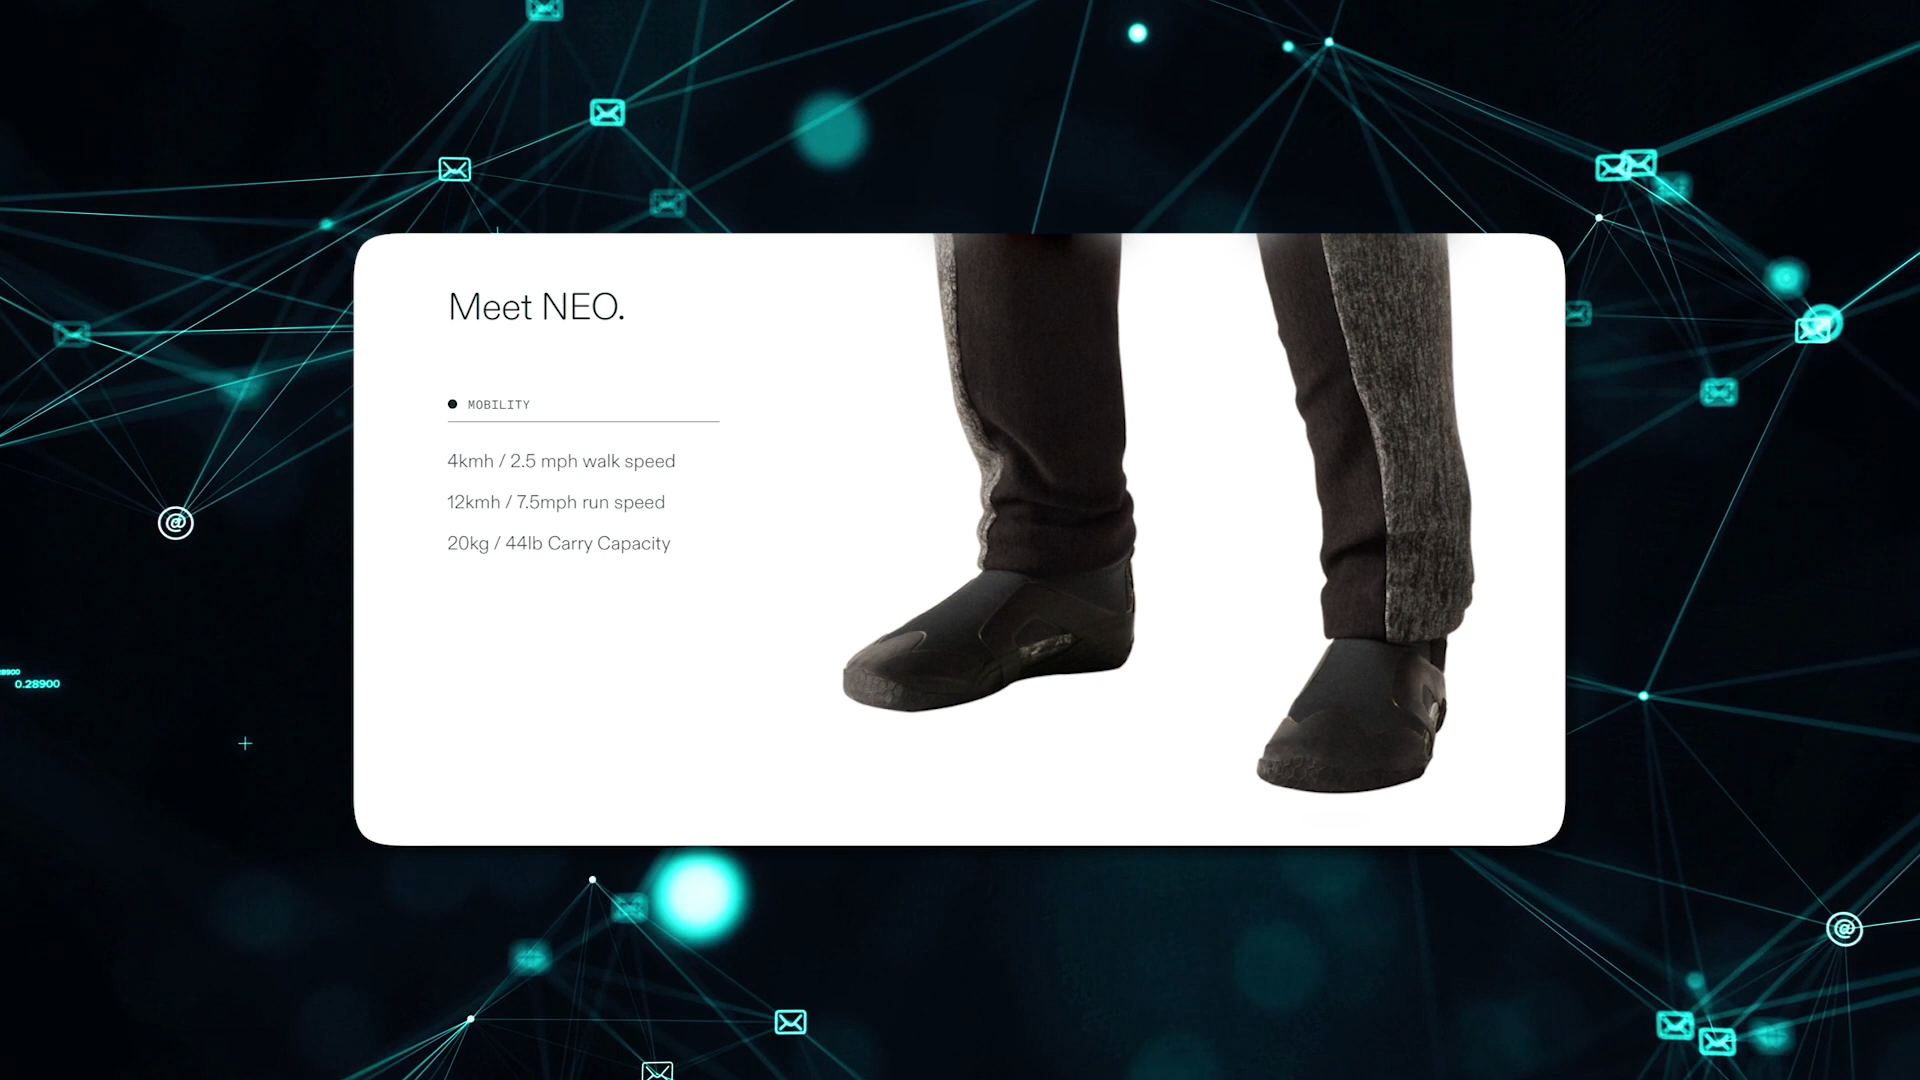 Meet NEO.
MOBILITY
4kmh / 2.5 mph walk speed
12kmh / 7.5mph run speed
20kg / 44lb Carry Capacity
0.28900